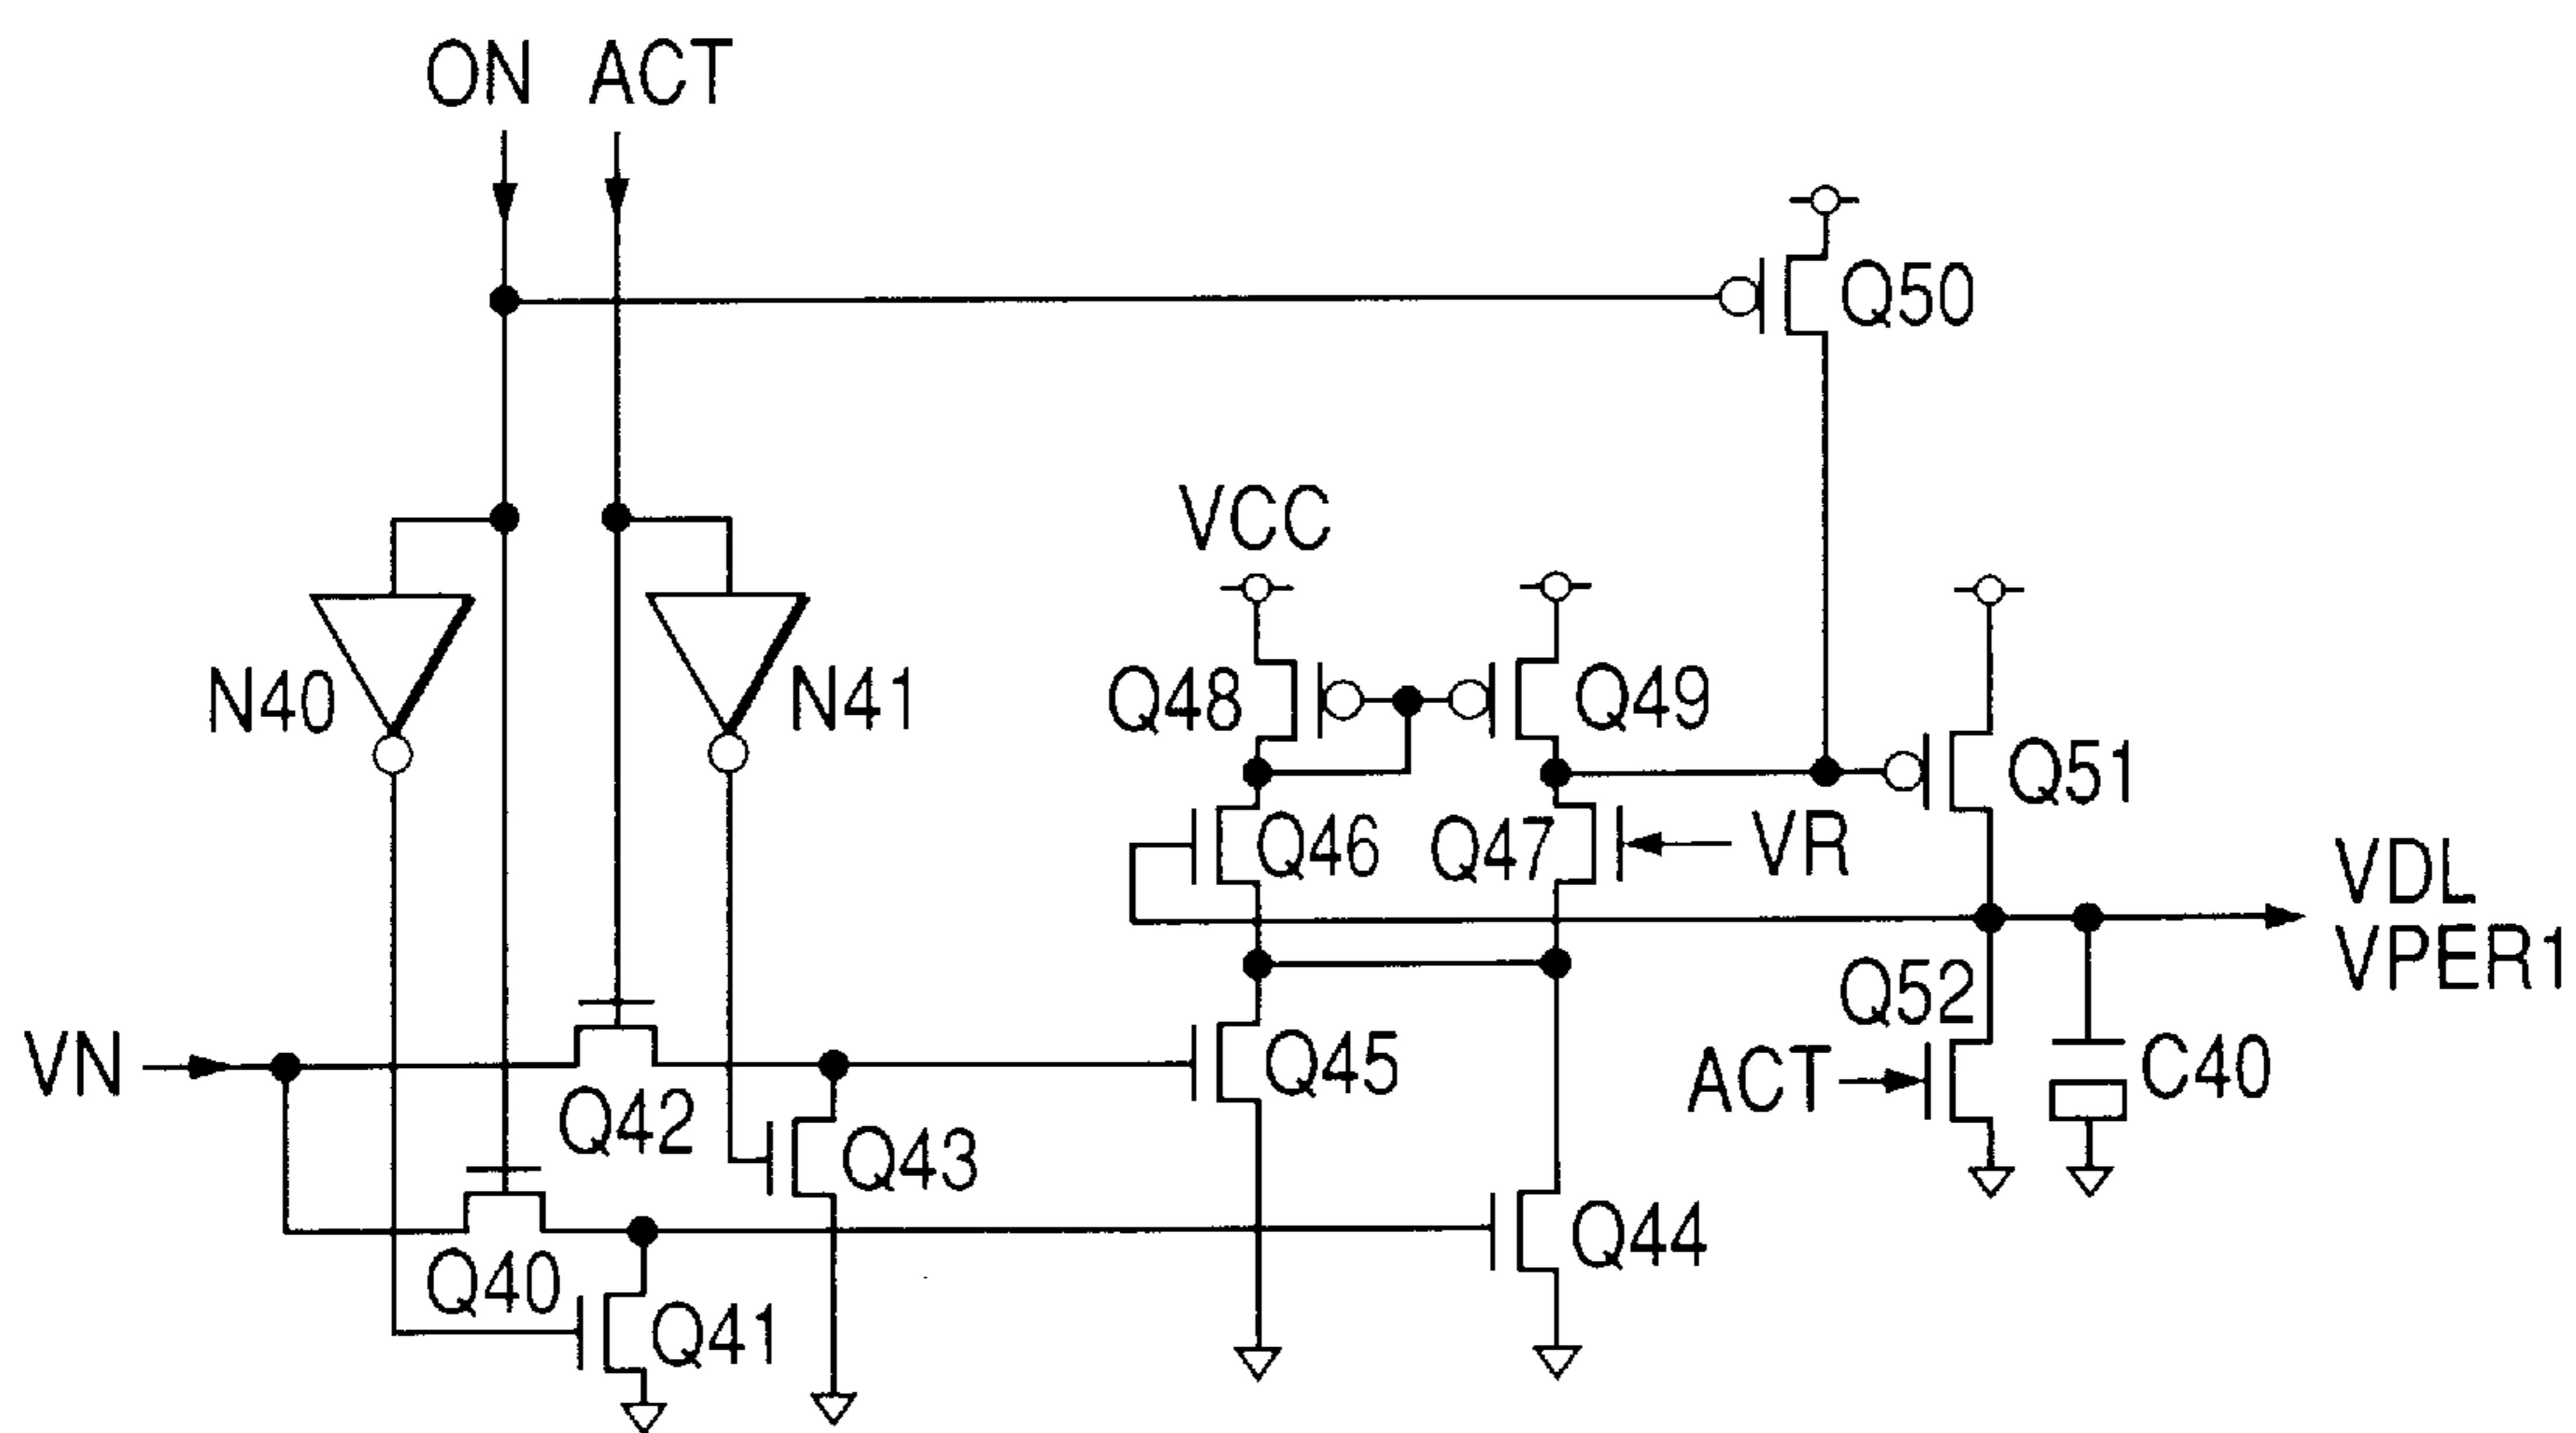 ON ACT
Q50
VCC
N40 N41 Q48 Q49 Q51
Q46 Q47 VR
VDL
VPER1
Q52
VN Q42 Q45 ACT C40
Q43
Q40 Q44
Q41